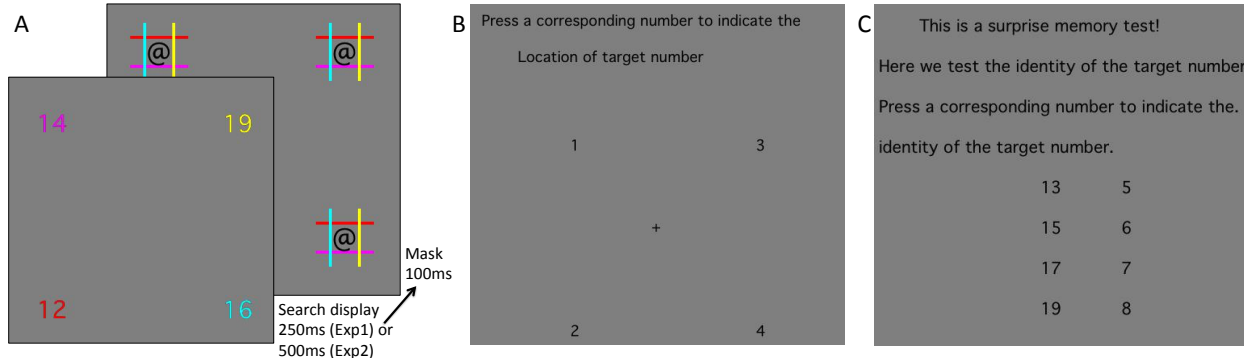 A
@ @
14 19
@
12 16
Search display
250ms (Exp1) or
500ms (Exp2)
Mask
100ms
B
Press a corresponding number to indicate the
Location of target number
1 3
+
2 4
C
This is a surprise memory test!
Here we test the identity of the target number
Press a corresponding number to indicate the.
identity of the target number.
13 5
15 6
17 7
19 8